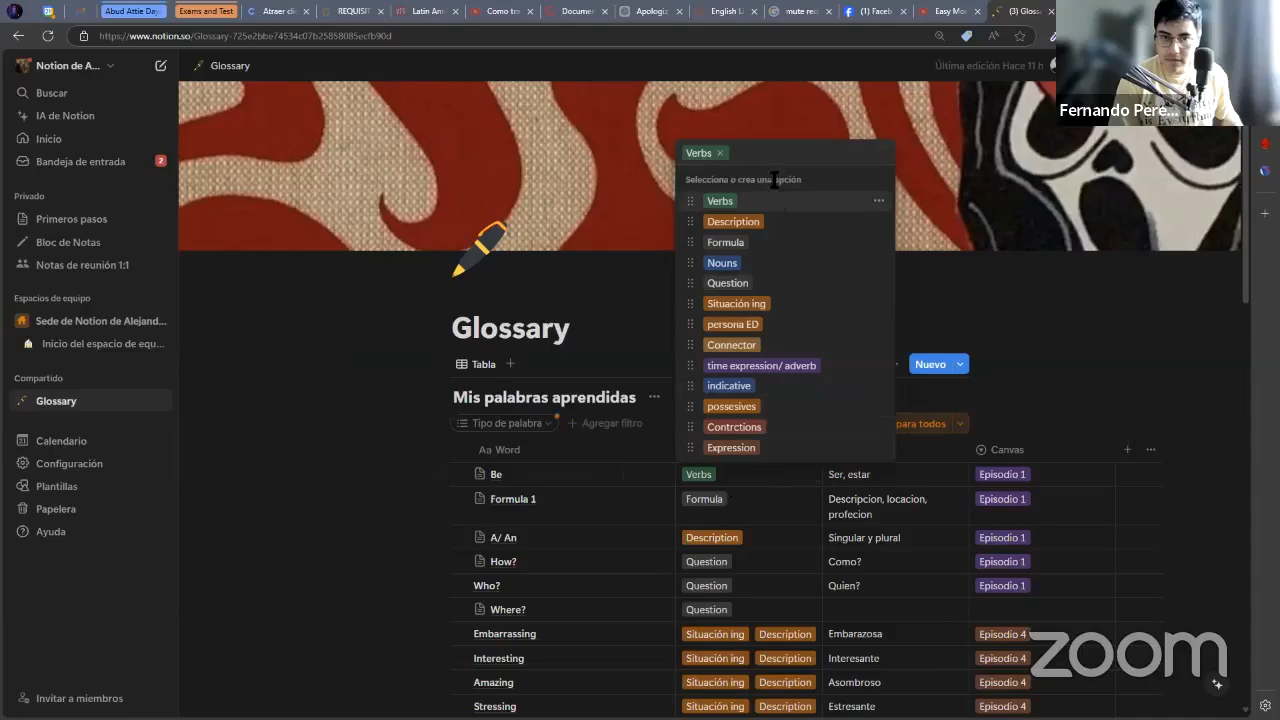 Abud Attie Day
Exams and Test
Atraer clie
REQUISIT
Latin Ame
Como tra
Documen
Apologiz
English L
mute rec
(3) Faceb
Easy Mon
(3) Gloss
https://www.notion.so/Glossary-725e2bbe74534c07b25858085ecfb90d
Notion de A...
Glossary
Última edición Hace 11 h
Fernando Pere...
Buscar
IA de Notion
Inicio
Bandeja de entrada
2
Privado
Primeros pasos
Bloc de Notas
Notas de reunión 1:1
Espacios de equipo
Sede de Notion de Alejand...
Inicio del espacio de equ...
Compartido
Glossary
Calendario
Configuración
Plantillas
Papelera
Ayuda
Invitar a miembros
Verbs ×
Selecciona o crea una opción
Verbs
Description
Formula
Nouns
Question
Situación ing
persona ED
Connector
time expression/ adverb
indicative
possesives
Contrctions
Expression
Glossary
Tabla
Nuevo
Mis palabras aprendidas
Tipo de palabra
Agregar filtro
para todos
Aa Word
Canvas
Be Verbs Ser, estar Episodio 1
Formula 1 Formula Descripcion, locacion, Episodio 1
profecion
A/ An Description Singular y plural Episodio 1
How? Question Como? Episodio 1
Who? Question Quien? Episodio 1
Where? Question
Embarrassing Situación ing Description Embarazosa Episodio 4
Interesting Situación ing Description Interesante Episodio 4
Amazing Situación ing Description Asombroso Episodio 4
Stressing Situación ing Description Estresante Episodio 4
zoom